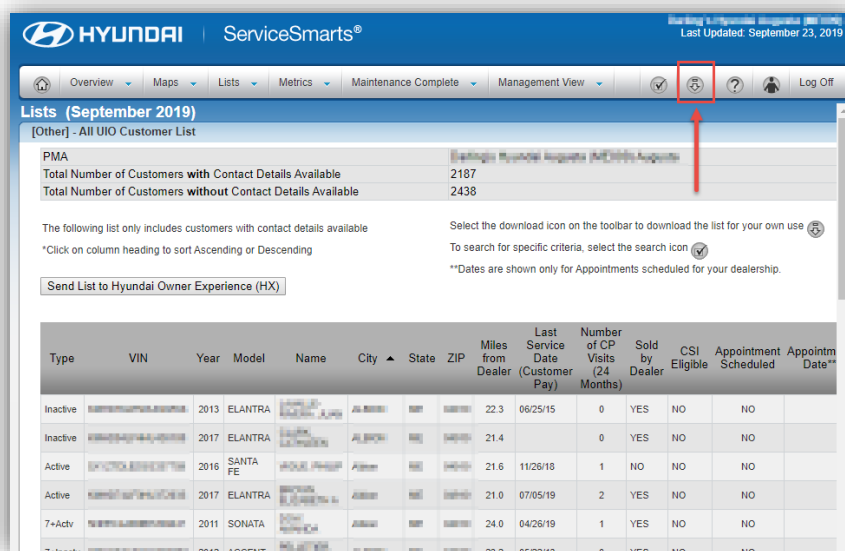 HYUNDAI ServiceSmarts®
Last Updated: September 23, 2019
Overview Maps Lists Metrics Maintenance Complete Management View Log Off
Lists (September 2019)
[Other] - All UIO Customer List
PMA
Total Number of Customers with Contact Details Available 2187
Total Number of Customers without Contact Details Available 2438
The following list only includes customers with contact details available
*Click on column heading to sort Ascending or Descending
Select the download icon on the toolbar to download the list for your own use
To search for specific criteria, select the search icon
**Dates are shown only for Appointments scheduled for your dealership.
Send List to Hyundai Owner Experience (HX)
Type VIN Year Model Name City State ZIP Miles from Dealer Last Service Date (Customer Pay) Number of CP Visits (24 Months) Sold by Dealer CSI Eligible Appointment Scheduled Appointm Date**
Inactive 2013 ELANTRA 22.3 06/25/15 0 YES NO NO
Inactive 2017 ELANTRA 21.4 0 YES NO NO
Active 2016 SANTA FE 21.6 11/26/18 1 NO NO NO
Active 2017 ELANTRA 21.0 07/05/19 2 YES NO NO
7+Actv 2011 SONATA 24.0 04/26/19 1 YES NO NO